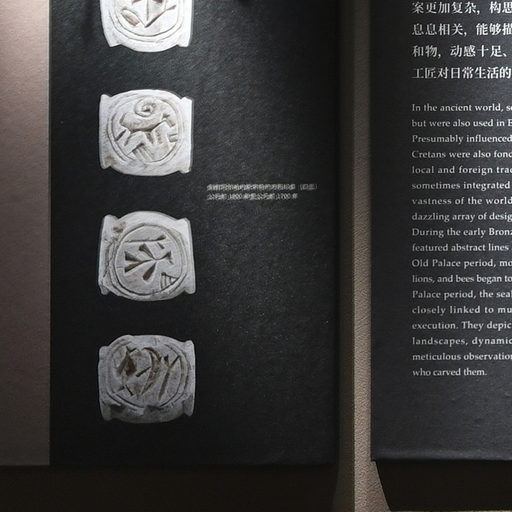 案更加复杂，构思
息息相关，能够描
和物，动感十足、
工匠对日常生活的
In the ancient world, se
but were also used in E
Presumably influenced
Cretans were also fond
local and foreign trad
sometimes integrated
vastness of the world
dazzling array of desig
During the early Bronz
featured abstract lines
Old Palace period, mo
lions, and bees began to
Palace period, the seal
closely linked to mu
execution. They depic
landscapes, dynamic
meticulous observation
who carved them.